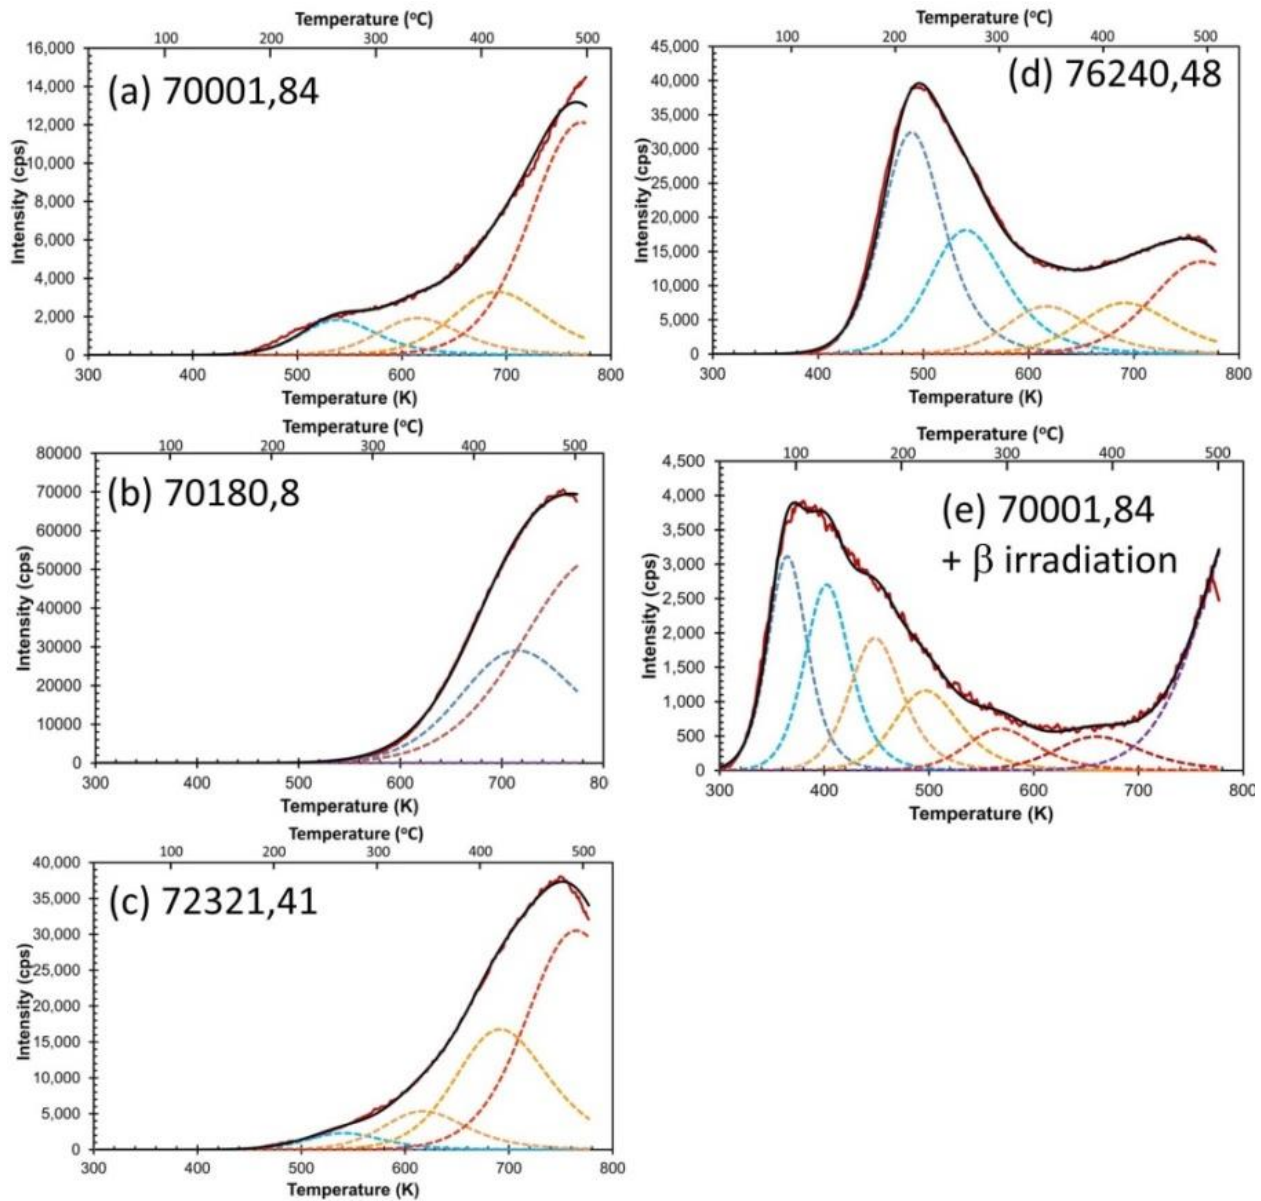 Temperature (°C)
100 200 300 400 500
16,000
14,000
12,000
10,000
8,000
6,000
4,000
2,000
0
Intensity (cps)
(a) 70001,84
300 400 500 600 700 800
Temperature (K)
Temperature (°C)
100 200 300 400 500
45,000
40,000
35,000
30,000
25,000
20,000
15,000
10,000
5,000
0
Intensity (cps)
(d) 76240,48
300 400 500 600 700 800
Temperature (K)
Temperature (°C)
100 200 300 400 500
80000
70000
60000
50000
40000
30000
20000
10000
0
Intensity (cps)
(b) 70180,8
300 400 500 600 700 80
Temperature (K)
Temperature (°C)
100 200 300 400 500
4,500
4,000
3,500
3,000
2,500
2,000
1,500
1,000
500
0
Intensity (cps)
(e) 70001,84
+ β irradiation
300 400 500 600 700 800
Temperature (K)
Temperature (°C)
100 200 300 400 500
40,000
35,000
30,000
25,000
20,000
15,000
10,000
5,000
0
Intensity (cps)
(c) 72321,41
300 400 500 600 700 800
Temperature (K)